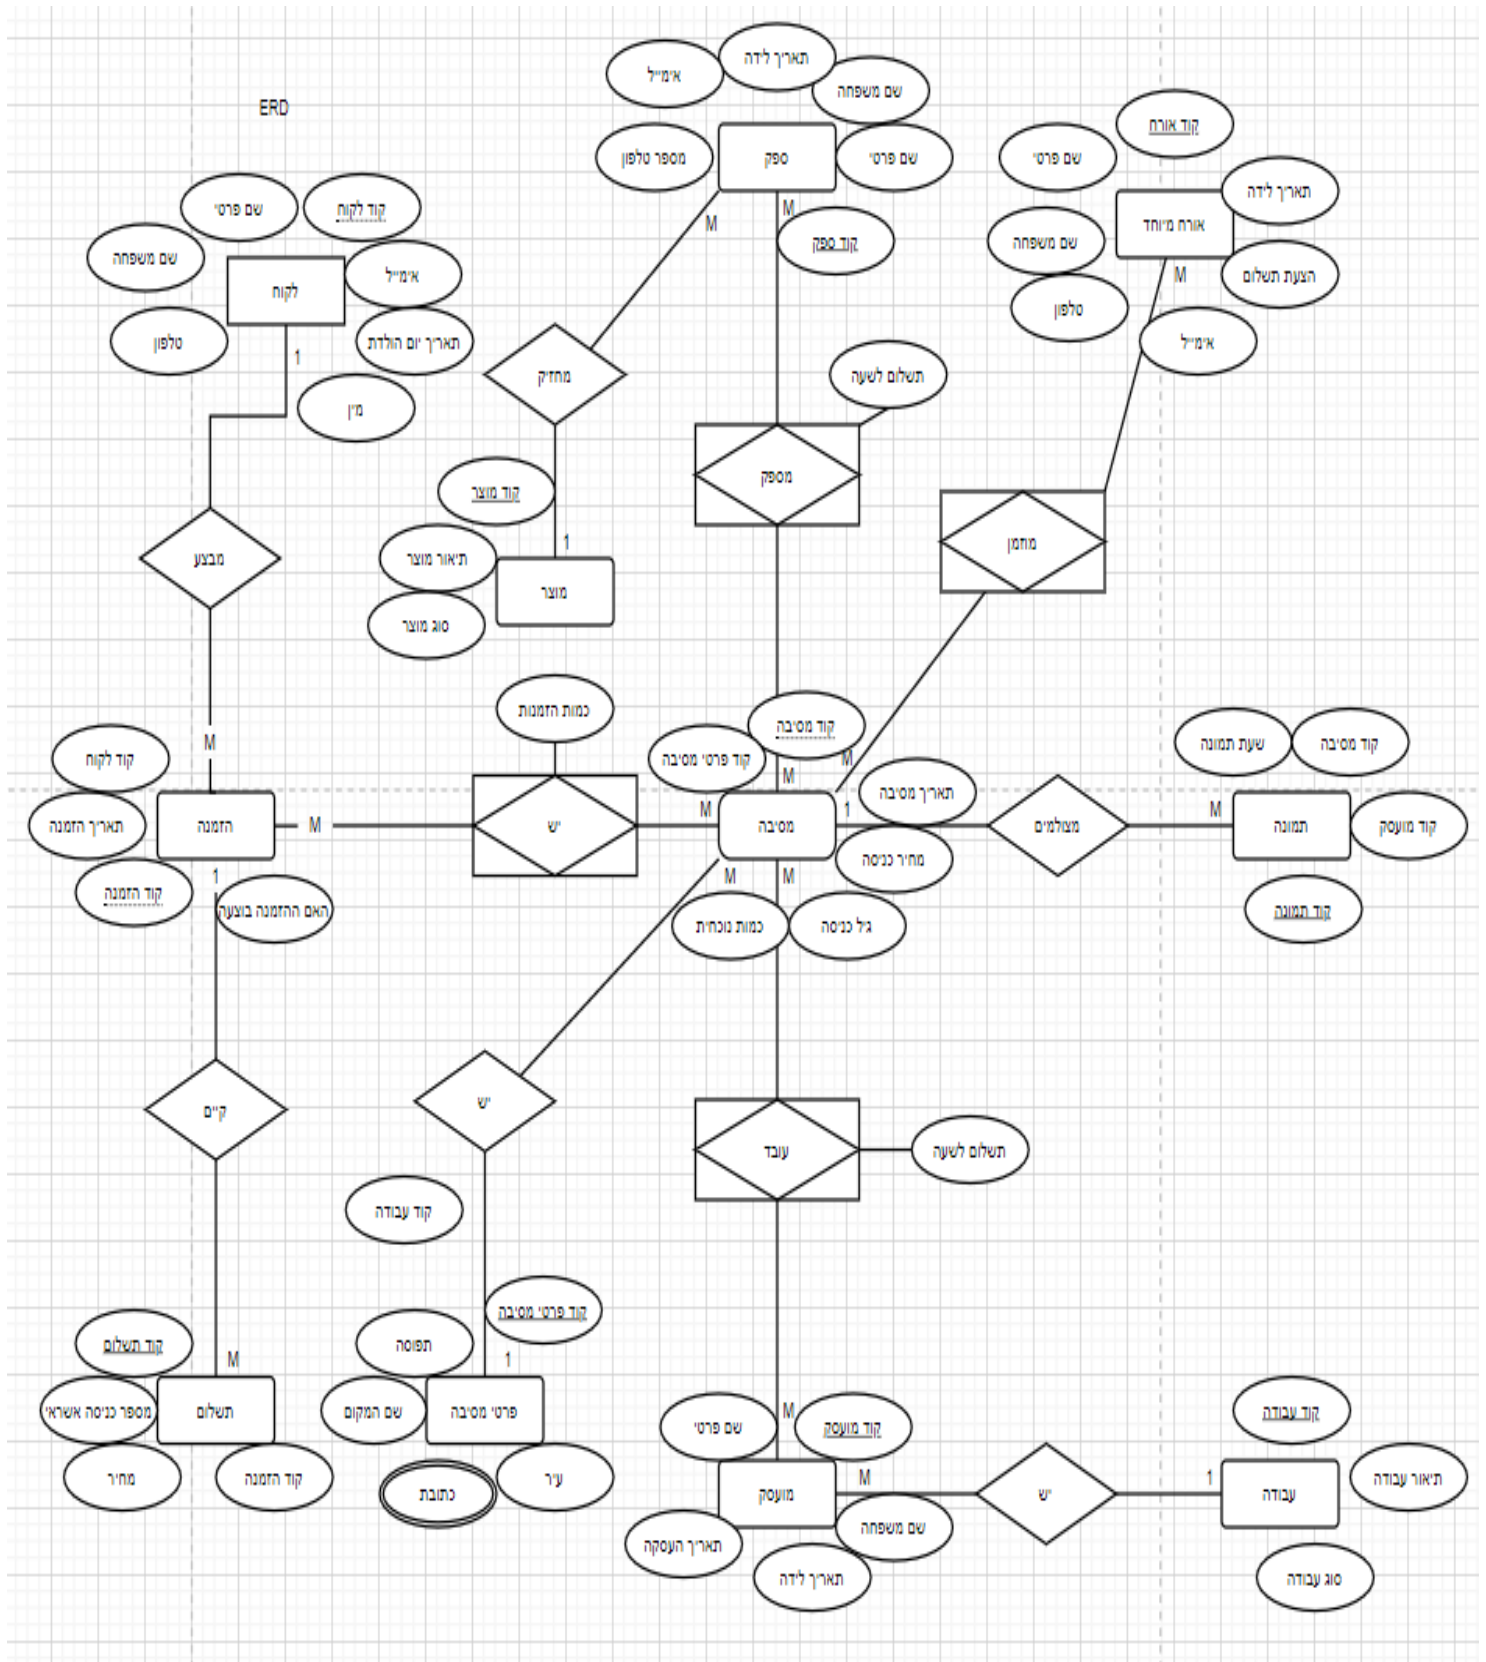 ERD
תאריך לידה
אימייל
שם משפחה
ספק
שם פרטי
מספר טלפון
M
M
קוד ספק
קוד אורח
שם פרטי
תאריך לידה
אורח מיוחד
שם משפחה
הצעת תשלום
טלפון
M
אימייל
קוד לקוח
שם פרטי
שם משפחה
אימייל
לקוח
טלפון
תאריך יום הולדת
1
מין
מחזיק
תשלום לשעה
מספק
קוד מוצר
תיאור מוצר
1
מוצר
סוג מוצר
מוזמן
מבצע
M
כמות הזמנות
קוד מסיבה
קוד פרטי מסיבה
M
M
קוד לקוח
תאריך הזמנה
הזמנה
M
יש
M
מסיבה
1
תאריך מסיבה
מחיר כניסה
מצולמים
M
תמונה
שעת תמונה
קוד מסיבה
קוד מועסק
קוד תמונה
קוד הזמנה
1
האם ההזמנה בוצעה
M
M
כמות נוכחית
גיל כניסה
קיים
יש
עובד
תשלום לשעה
קוד עבודה
קוד פרטי מסיבה
תפוסה
1
שם המקום
פרטי מסיבה
עיר
כתובת
קוד תשלום
M
מספר כניסה אשראי
תשלום
מחיר
קוד הזמנה
שם פרטי
M
קוד מועסק
מועסק
M
שם משפחה
תאריך העסקה
תאריך לידה
יש
1
קוד עבודה
תיאור עבודה
עבודה
סוג עבודה